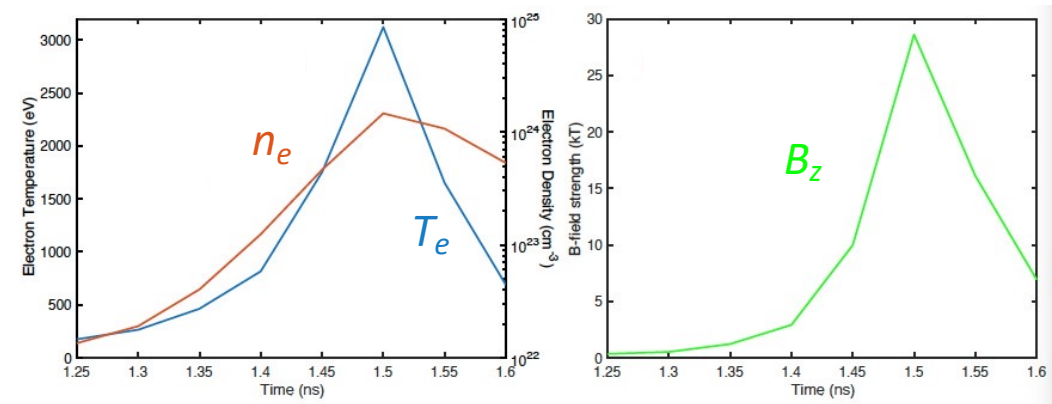 Electron Temperature (eV)
3000
2500
2000
1500
1000
500
0
n_e
T_e
10^25
10^24
10^23
10^22
Electron Density (cm^-3)
1.25 1.3 1.35 1.4 1.45 1.5 1.55 1.6
Time (ns)
B-field strength (kT)
30
25
20
15
10
5
0
B_z
1.25 1.3 1.35 1.4 1.45 1.5 1.55 1.6
Time (ns)